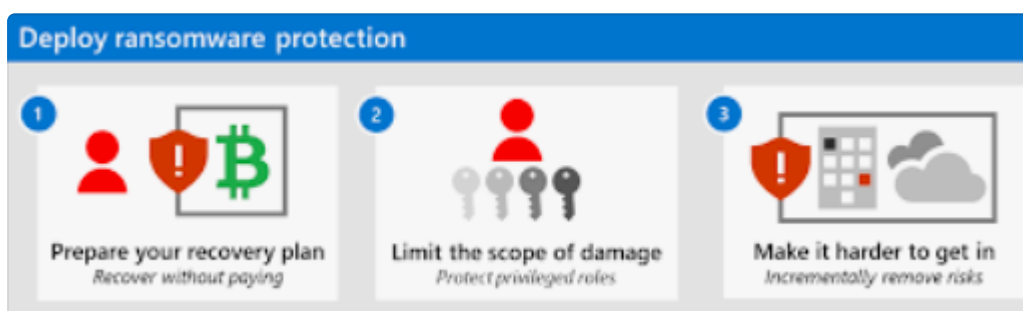 Deploy ransomware protection
1
2
3
Prepare your recovery plan
Recover without paying
Limit the scope of damage
Protect privileged roles
Make it harder to get in
Incrementally remove risks